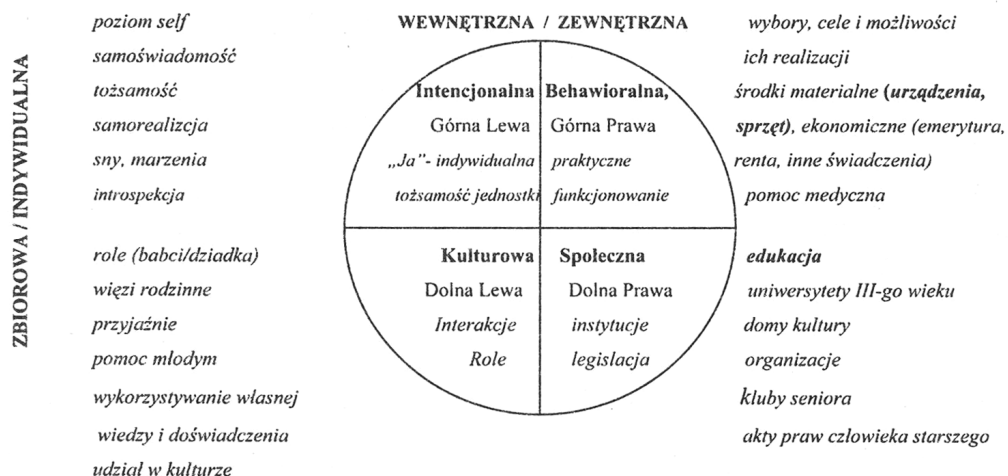 ZBIOROWA / INDYWIDUALNA
poziom self
samoświadomość
tożsamość
samorealizcja
sny, marzenia
introspekcja
role (babci/dziadka)
więzi rodzinne
przyjaźnie
pomoc młodym
wykorzystywanie własnej
wiedzy i doświadczenia
udział w kulturze
WEWNĘTRZNA / ZEWNĘTRZNA
Intencjonalna
Górna Lewa
„Ja"- indywidualna
tożsamość jednostki
Behawioralna,
Górna Prawa
praktyczne
funkcjonowanie
Kulturowa
Dolna Lewa
Interakcje
Role
Społeczna
Dolna Prawa
instytucje
legislacja
wybory, cele i możliwości
ich realizacji
środki materialne (urządzenia,
sprzęt), ekonomiczne (emerytura,
renta, inne świadczenia)
pomoc medyczna
edukacja
uniwersytety III-go wieku
domy kultury
organizacje
kluby seniora
akty praw człowieka starszego